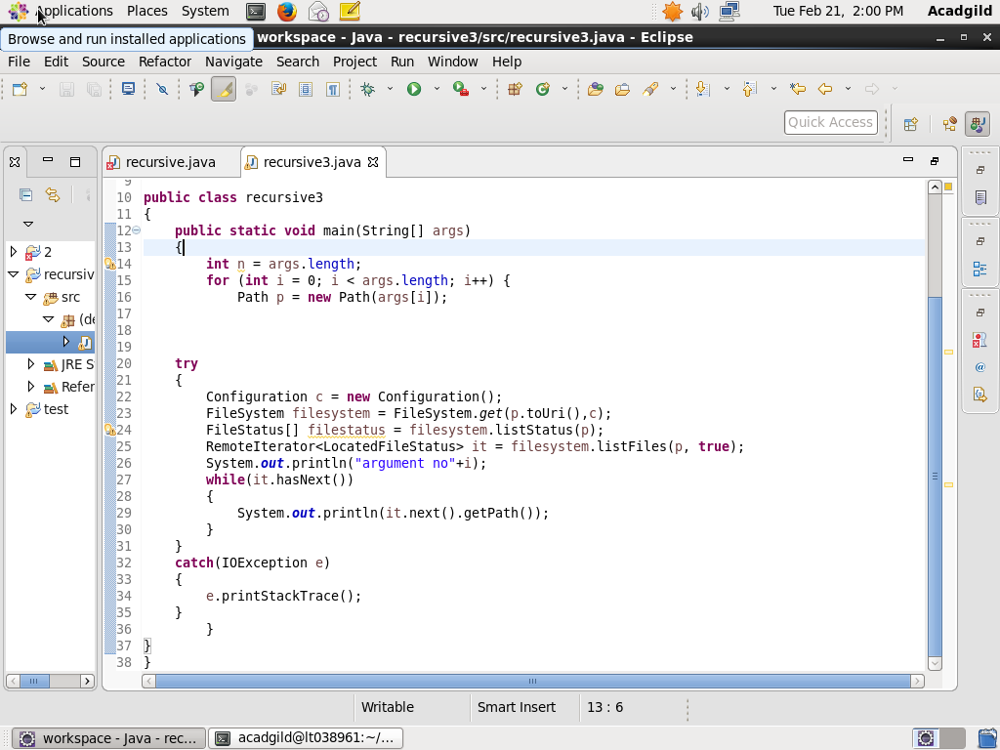 Applications Places System Tue Feb 21, 2:00 PM Acadgild
Browse and run installed applications
workspace - Java - recursive3/src/recursive3.java - Eclipse
File Edit Source Refactor Navigate Search Project Run Window Help
Quick Access
recursive.java recursive3.java
9
10 public class recursive3
11 {
12 public static void main(String[] args)
13 {
14 int n = args.length;
15 for (int i = 0; i < args.length; i++) {
16 Path p = new Path(args[i]);
17
18
19
20 try
21 {
22 Configuration c = new Configuration();
23 FileSystem filesystem = FileSystem.get(p.toUri(),c);
24 FileStatus[] filestatus = filesystem.listStatus(p);
25 RemoteIterator<LocatedFileStatus> it = filesystem.listFiles(p, true);
26 System.out.println("argument no"+i);
27 while(it.hasNext())
28 {
29 System.out.println(it.next().getPath());
30 }
31 }
32 catch(IOException e)
33 {
34 e.printStackTrace();
35 }
36 }
37 }
38 }
2
recursiv
src
(de
JRE S
Refer
test
Writable Smart Insert 13 : 6
workspace - Java - rec... acadgild@lt038961:~/...